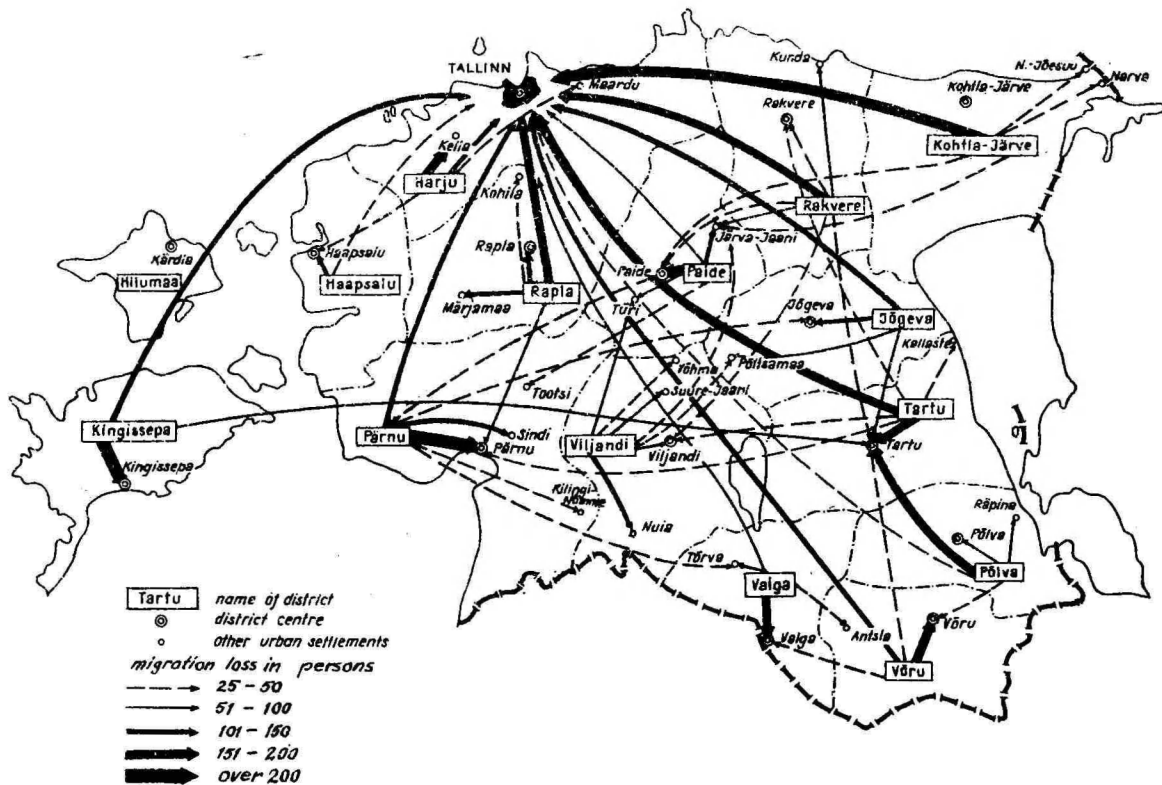 TALLINN
Maardu
Kunda
N.-Jõesuu
Narva
Kohtla-Järve
Rakvere
Keila
Harju
Kohtla-Järve
Kohila
Rakvere
Järva-Jaani
Kärdla
Haapsalu
Rapla
Paide
Paide
Hiiumaa
Haapsalu
Rapla
Märjamaa
Türi
Jõgeva
Jõgeva
Kallaste
Võhma
Põltsamaa
Tootsi
Suure-Jaani
Tartu
Kingissepa
Pärnu
Sindi
Pärnu
Viljandi
Viljandi
Tartu
Kingissepa
Kilingi-
Nõmme
Nuia
Räpina
Põlva
Tõrva
Valga
Põlva
Tartu name of district
district centre
other urban settlements
Valga
Antsla
Võru
Võru
migration loss in persons
25 – 50
51 – 100
101 – 150
151 – 200
over 200